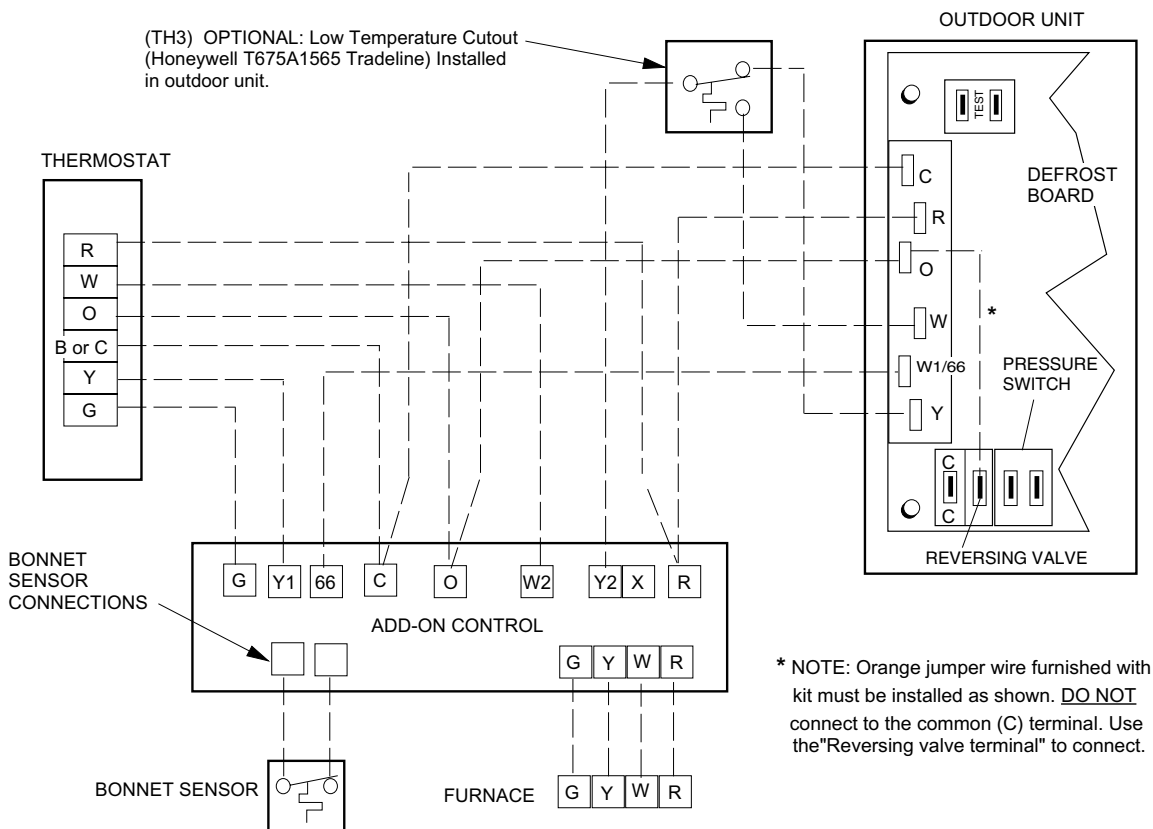 OUTDOOR UNIT
(TH3) OPTIONAL: Low Temperature Cutout
(Honeywell T675A1565 Tradeline) Installed
in outdoor unit.
TEST
THERMOSTAT
DEFROST
BOARD
C
R
O
W
W1/66
Y
*
PRESSURE
SWITCH
R
W
O
B or C
Y
G
C
C
REVERSING VALVE
BONNET
SENSOR
CONNECTIONS
G Y1 66 C O W2 Y2 X R
ADD-ON CONTROL
G Y W R
* NOTE: Orange jumper wire furnished with
kit must be installed as shown. DO NOT
connect to the common (C) terminal. Use
the"Reversing valve terminal" to connect.
BONNET SENSOR
FURNACE
G Y W R